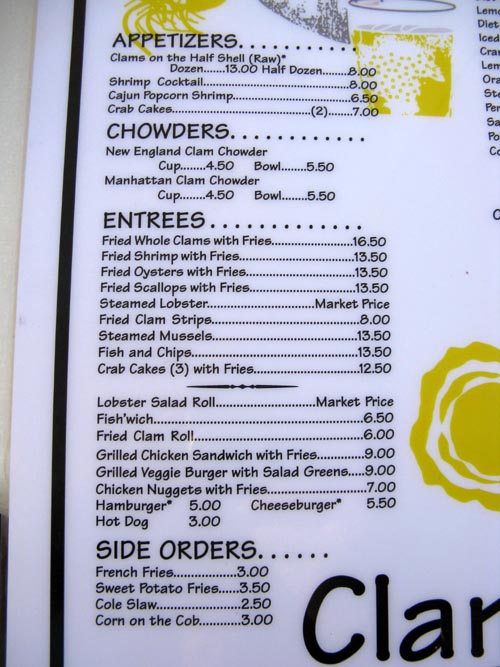 APPETIZERS............
Clams on the Half Shell (Raw)*
Dozen.......13.00 Half Dozen........8.00
Shrimp Cocktail...............................................8.00
Cajun Popcorn Shrimp.....................................6.50
Crab Cakes............................................(2)........7.00
CHOWDERS............
New England Clam Chowder
Cup........4.50 Bowl........5.50
Manhattan Clam Chowder
Cup........4.50 Bowl........5.50
ENTREES.............
Fried Whole Clams with Fries..........................16.50
Fried Shrimp with Fries....................................13.50
Fried Oysters with Fries...................................13.50
Fried Scallops with Fries..................................13.50
Steamed Lobster..................................Market Price
Fried Clam Strips...............................................8.00
Steamed Mussels..............................................13.50
Fish and Chips...................................................13.50
Crab Cakes (3) with Fries.................................12.50
Lobster Salad Roll................................Market Price
Fish'wich.............................................................6.50
Fried Clam Roll....................................................6.00
Grilled Chicken Sandwich with Fries...............9.00
Grilled Veggie Burger with Salad Greens.....9.00
Chicken Nuggets with Fries...............................7.00
Hamburger* 5.00 Cheeseburger* 5.50
Hot Dog 3.00
SIDE ORDERS......
French Fries....................3.00
Sweet Potato Fries......3.50
Cole Slaw..........................2.50
Corn on the Cob............3.00
Diet
Iced